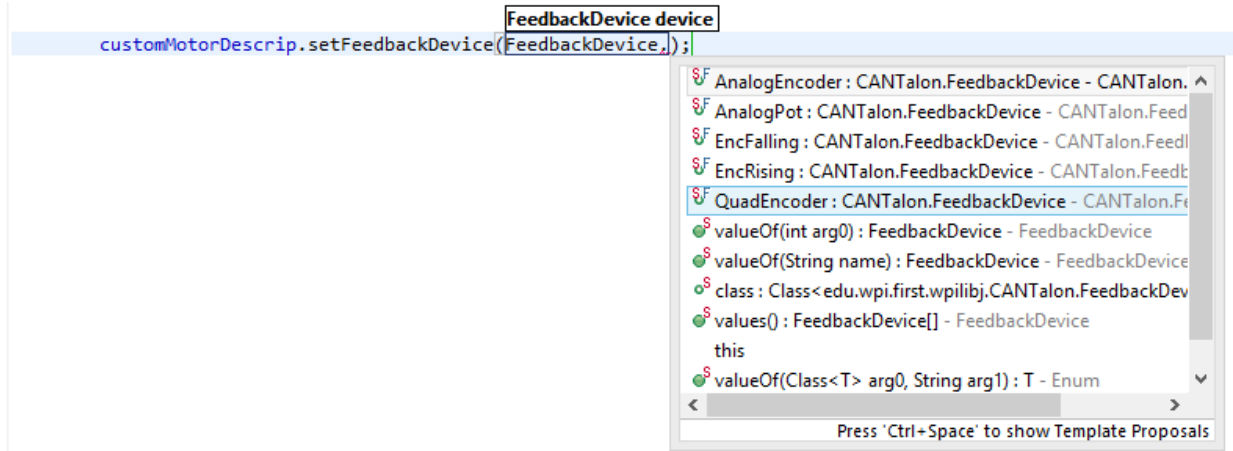 FeedbackDevice device
customMotorDescrip.setFeedbackDevice(FeedbackDevice.);
AnalogEncoder : CANTalon.FeedbackDevice - CANTalon.
AnalogPot : CANTalon.FeedbackDevice - CANTalon.Feed
EncFalling : CANTalon.FeedbackDevice - CANTalon.Feed
EncRising : CANTalon.FeedbackDevice - CANTalon.Feedb
QuadEncoder : CANTalon.FeedbackDevice - CANTalon.Fe
valueOf(int arg0) : FeedbackDevice - FeedbackDevice
valueOf(String name) : FeedbackDevice - FeedbackDevice
class : Class<edu.wpi.first.wpilibj.CANTalon.FeedbackDev
values() : FeedbackDevice[] - FeedbackDevice
this
valueOf(Class<T> arg0, String arg1) : T - Enum
Press 'Ctrl+Space' to show Template Proposals